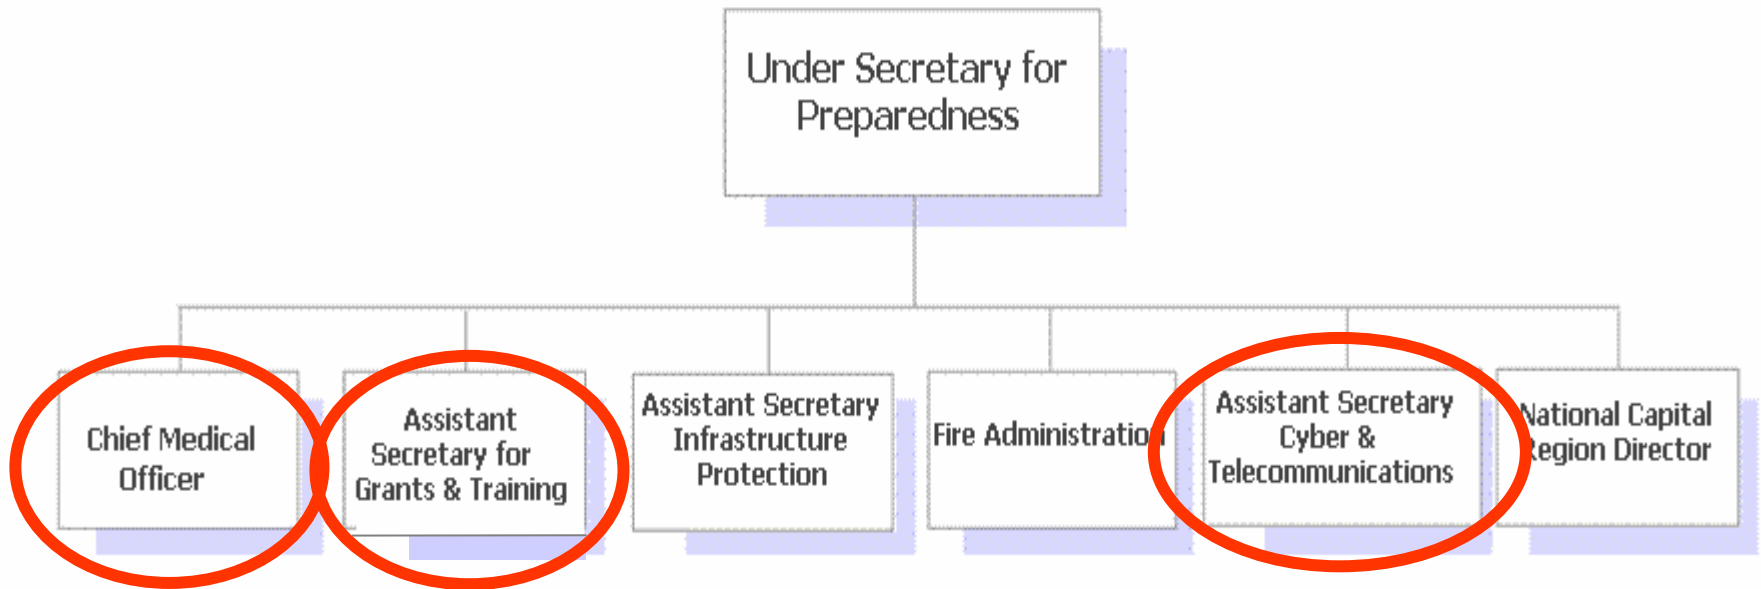 Under Secretary for
Preparedness
Chief Medical
Officer
Assistant
Secretary for
Grants & Training
Assistant Secretary
Infrastructure
Protection
Fire Administration
Assistant Secretary
Cyber &
Telecommunications
National Capital
Region Director